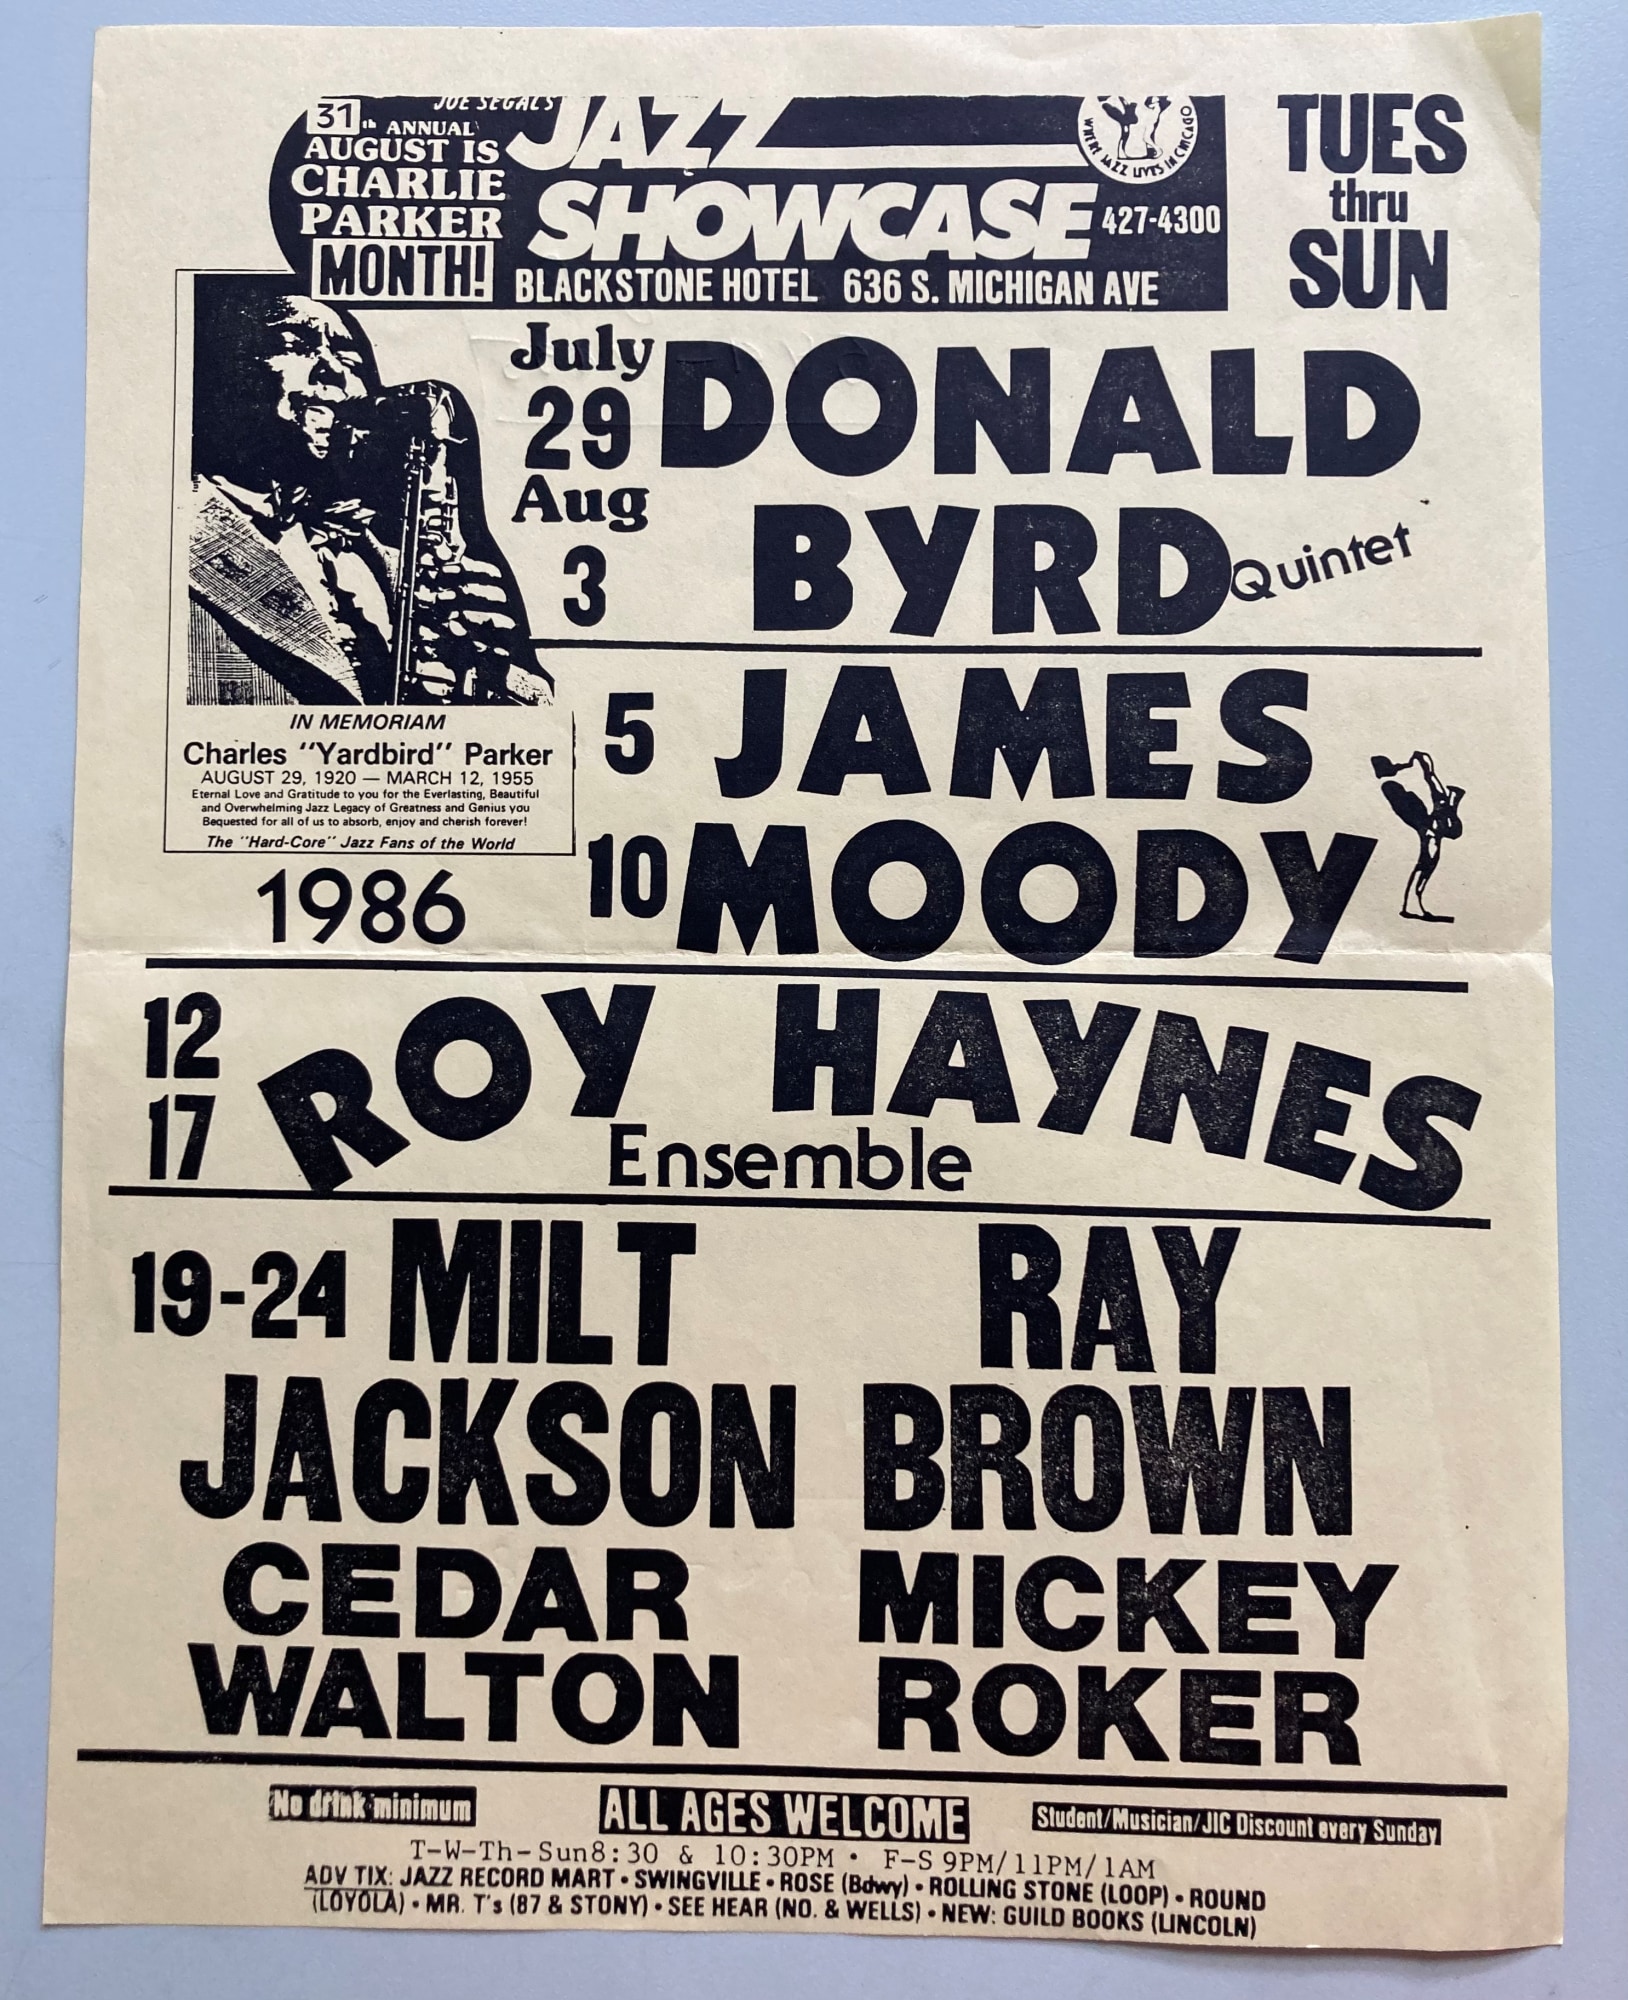 31th ANNUAL
AUGUST IS
CHARLIE
PARKER
MONTH!
JOE SEGAL'S
JAZZ
SHOWCASE
427-4300
BLACKSTONE HOTEL 636 S. MICHIGAN AVE
WHERE JAZZ LIVES IN CHICAGO
TUES
thru
SUN
July
29
Aug
3
DONALD
BYRD Quintet
IN MEMORIAM
Charles "Yardbird" Parker
AUGUST 29, 1920 — MARCH 12, 1955
Eternal Love and Gratitude to you for the Everlasting, Beautiful
and Overwhelming Jazz Legacy of Greatness and Genius you
Bequested for all of us to absorb, enjoy and cherish forever!
The "Hard-Core" Jazz Fans of the World
1986
5
10
JAMES
MOODY
12
17
ROY HAYNES
Ensemble
19-24
MILT
JACKSON
RAY
BROWN
CEDAR
WALTON
MICKEY
ROKER
No drink minimum
ALL AGES WELCOME
Student/Musician/JIC Discount every Sunday
T-W-Th-Sun8:30 & 10:30PM • F-S 9PM/11PM/1AM
ADV TIX: JAZZ RECORD MART • SWINGVILLE • ROSE (Bdwy) • ROLLING STONE (LOOP) • ROUND
(LOYOLA) • MR. T's (87 & STONY) • SEE HEAR (NO. & WELLS) • NEW: GUILD BOOKS (LINCOLN)